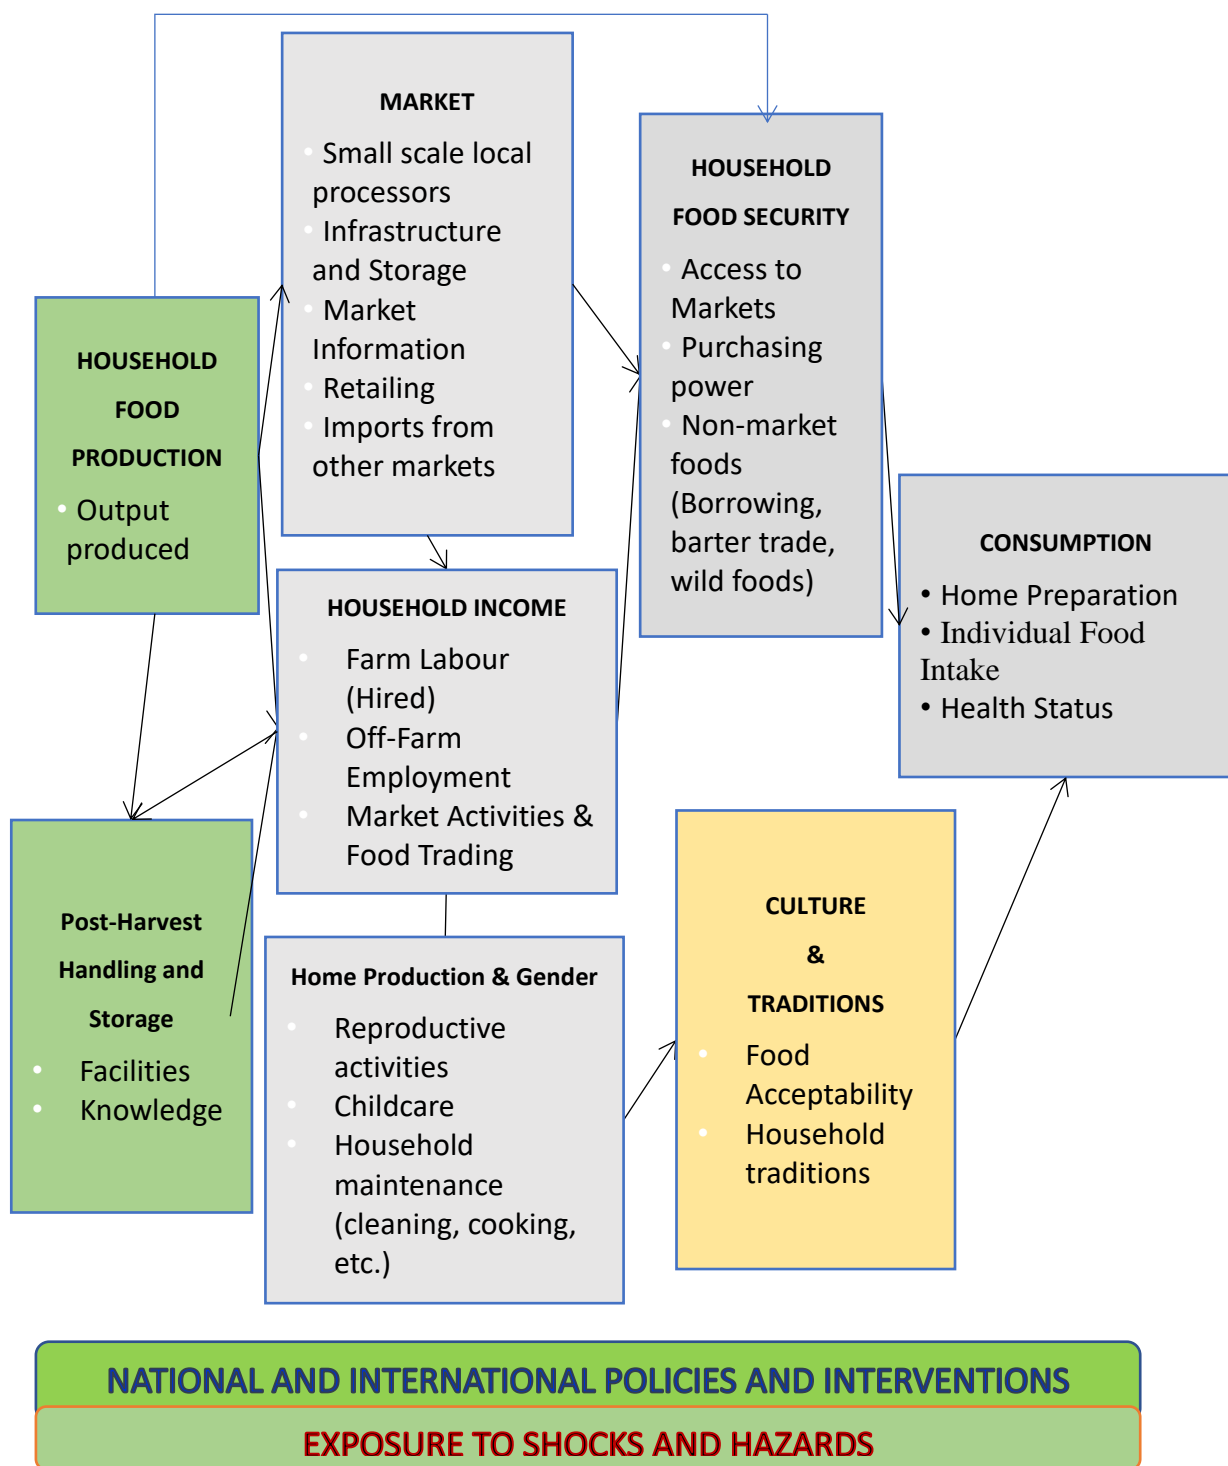 MARKET
• Small scale local
processors
• Infrastructure
and Storage
• Market
Information
• Retailing
• Imports from
other markets
HOUSEHOLD
FOOD SECURITY
• Access to
Markets
• Purchasing
power
• Non-market
foods
(Borrowing,
barter trade,
wild foods)
HOUSEHOLD
FOOD
PRODUCTION
• Output
produced
CONSUMPTION
• Home Preparation
• Individual Food
Intake
• Health Status
HOUSEHOLD INCOME
• Farm Labour
(Hired)
• Off-Farm
Employment
• Market Activities &
Food Trading
Post-Harvest
Handling and
Storage
• Facilities
• Knowledge
Home Production & Gender
• Reproductive
activities
• Childcare
• Household
maintenance
(cleaning, cooking,
etc.)
CULTURE
&
TRADITIONS
• Food
Acceptability
• Household
traditions
NATIONAL AND INTERNATIONAL POLICIES AND INTERVENTIONS
EXPOSURE TO SHOCKS AND HAZARDS